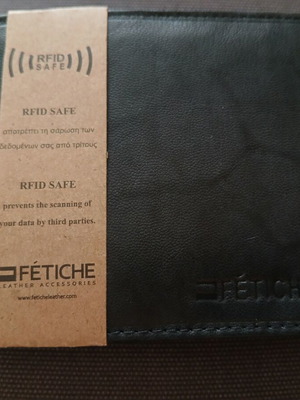 RFID
SAFE
RFID SAFE
αποτρέπει τη σάρωση των
δεδομένων σας από τρίτους
RFID SAFE
prevents the scanning of
your data by third parties.
FÉTICHE
LEATHER ACCESSORIES
www.feticheleather.com
FÉTICHE